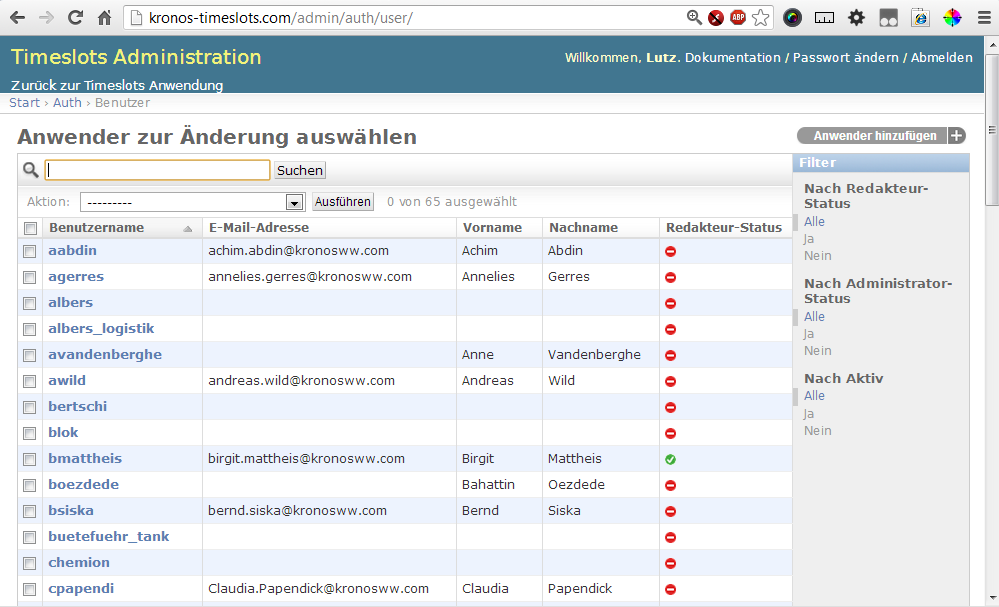 kronos-timeslots.com/admin/auth/user/
ABP
Timeslots Administration
Willkommen, Lutz. Dokumentation / Passwort ändern / Abmelden
Zurück zur Timeslots Anwendung
Start › Auth › Benutzer
Anwender zur Änderung auswählen
Anwender hinzufügen +
Suchen
Aktion: --------- Ausführen 0 von 65 ausgewählt
Benutzername E-Mail-Adresse Vorname Nachname Redakteur-Status
aabdin achim.abdin@kronosww.com Achim Abdin
agerres annelies.gerres@kronosww.com Annelies Gerres
albers
albers_logistik
avandenberghe Anne Vandenberghe
awild andreas.wild@kronosww.com Andreas Wild
bertschi
blok
bmattheis birgit.mattheis@kronosww.com Birgit Mattheis
boezdede Bahattin Oezdede
bsiska bernd.siska@kronosww.com Bernd Siska
buetefuehr_tank
chemion
cpapendi Claudia.Papendick@kronosww.com Claudia Papendick
Filter
Nach Redakteur-
Status
Alle
Ja
Nein
Nach Administrator-
Status
Alle
Ja
Nein
Nach Aktiv
Alle
Ja
Nein